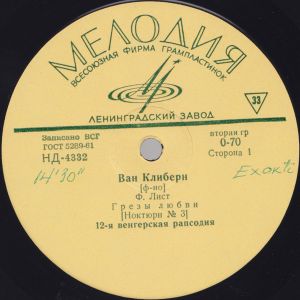 МЕЛОДИЯ
ВСЕСОЮЗНАЯ ФИРМА ГРАМПЛАСТИНОК
ЛЕНИНГРАДСКИЙ ЗАВОД
33
Записано ВСГ
ГОСТ 5289-61
НД-4332
вторая гр
0-70
Сторона 1
14'30"
Ван Клиберн
[ф-но]
Ф. Лист
Грезы любви
[Ноктюрн № 3]
12-я венгерская рапсодия